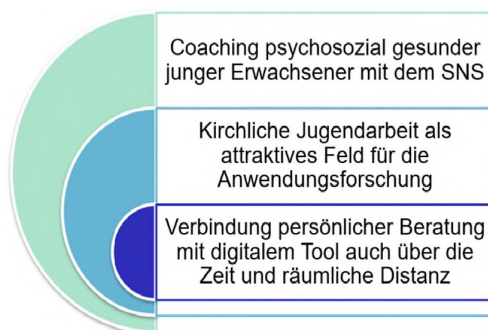 Coaching psychosozial gesunder
junger Erwachsener mit dem SNS
Kirchliche Jugendarbeit als
attraktives Feld für die
Anwendungsforschung
Verbindung persönlicher Beratung
mit digitalem Tool auch über die
Zeit und räumliche Distanz